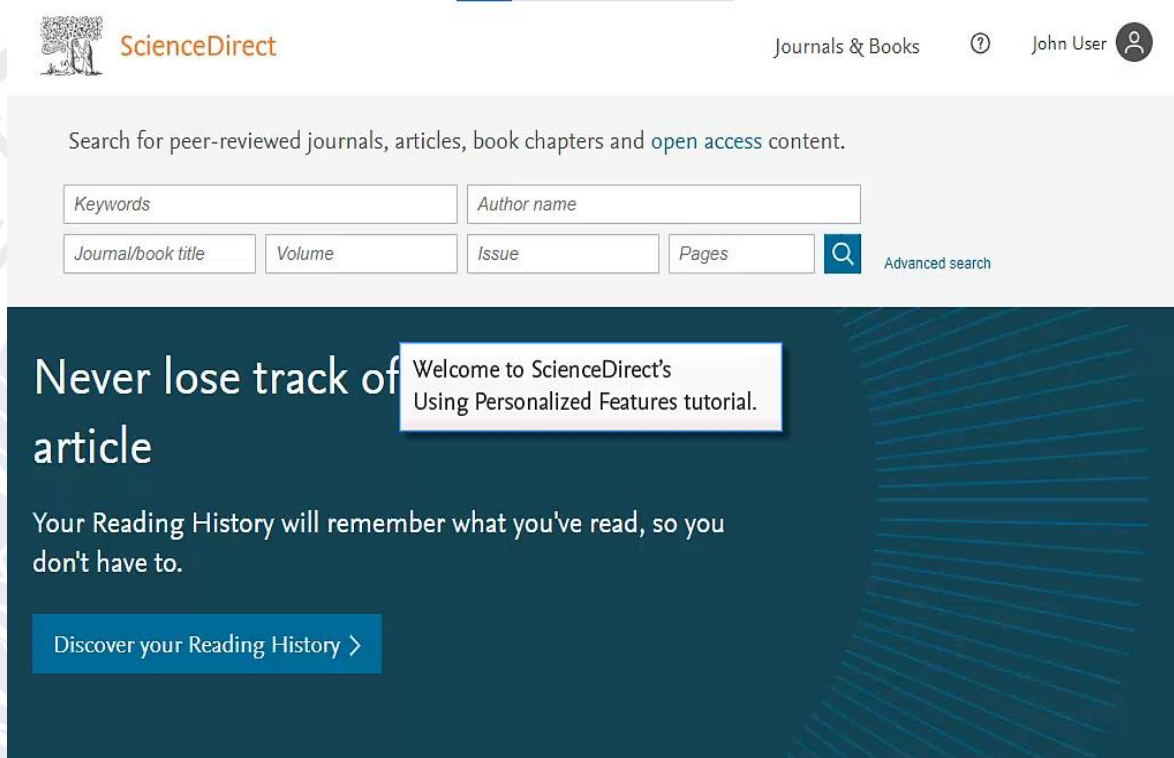 ScienceDirect
Journals & Books
?
John User
Search for peer-reviewed journals, articles, book chapters and open access content.
Keywords
Author name
Journal/book title
Volume
Issue
Pages
Advanced search
Never lose track of
article
Welcome to ScienceDirect's
Using Personalized Features tutorial.
Your Reading History will remember what you've read, so you
don't have to.
Discover your Reading History >